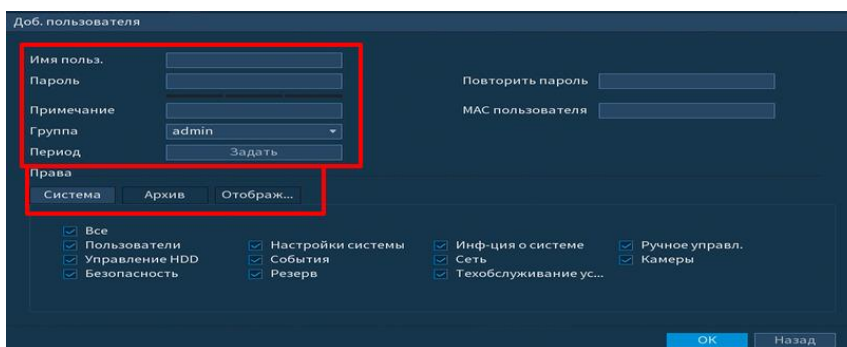 Доб. пользователя
Имя польз.
Пароль Повторить пароль
Примечание MAC пользователя
Группа admin
Период Задать
Права
Система Архив Отображ...
Все
Пользователи Настройки системы Инф-ция о системе Ручное управл.
Управление HDD События Сеть Камеры
Безопасность Резерв Техобслуживание ус...
OK Назад